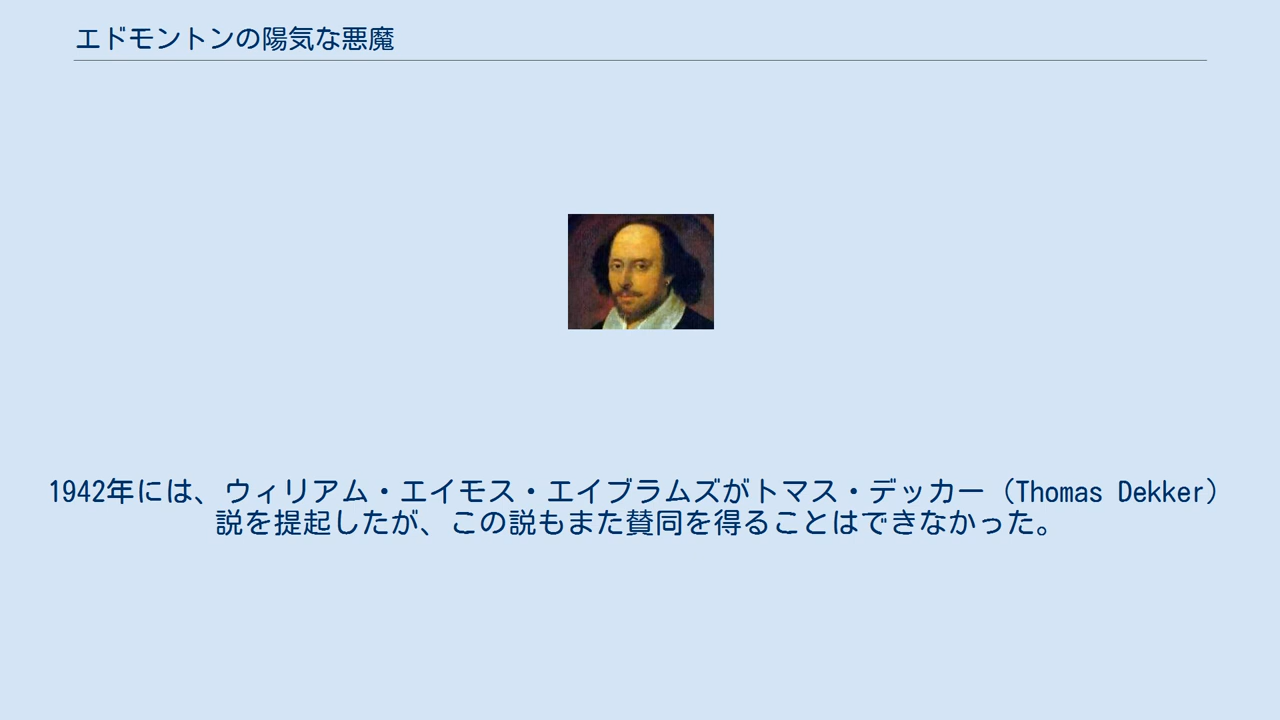 エドモントンの陽気な悪魔
1942年には、ウィリアム・エイモス・エイブラムズがトマス・デッカー（Thomas Dekker）
説を提起したが、この説もまた賛同を得ることはできなかった。